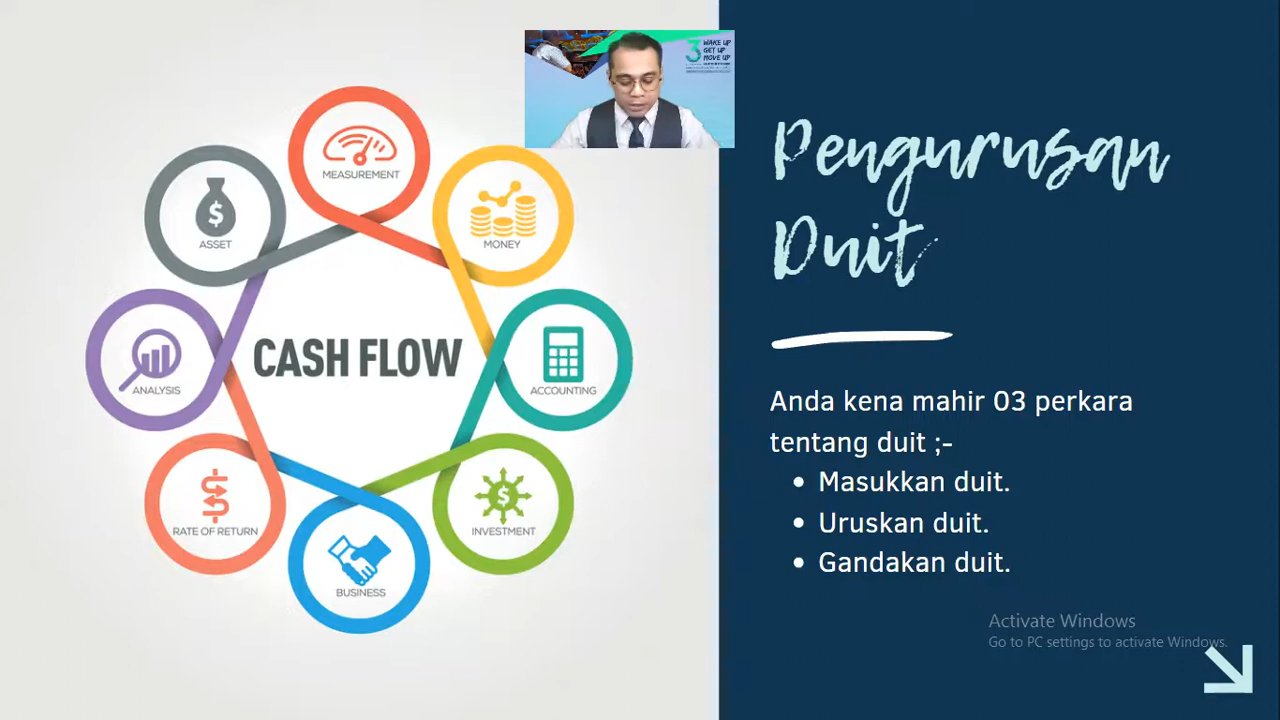 WAKE UP
3 GET UP
MOVE UP
MEASUREMENT
MONEY
ASSET
CASH FLOW
ANALYSIS
ACCOUNTING
RATE OF RETURN
INVESTMENT
BUSINESS
Pengurusan
Duit
Anda kena mahir 03 perkara
tentang duit ;-
• Masukkan duit.
• Uruskan duit.
• Gandakan duit.
Activate Windows
Go to PC settings to activate Windows.